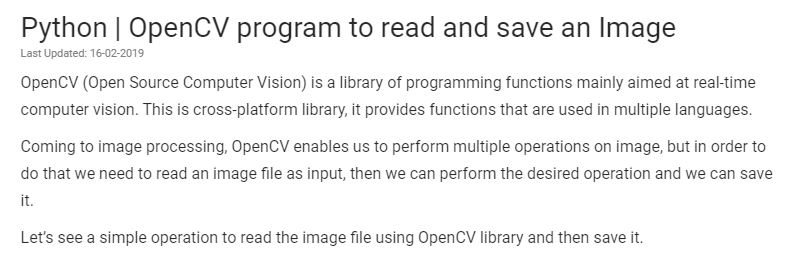 Python | OpenCV program to read and save an Image
Last Updated: 16-02-2019
OpenCV (Open Source Computer Vision) is a library of programming functions mainly aimed at real-time
computer vision. This is cross-platform library, it provides functions that are used in multiple languages.
Coming to image processing, OpenCV enables us to perform multiple operations on image, but in order to
do that we need to read an image file as input, then we can perform the desired operation and we can save
it.
Let's see a simple operation to read the image file using OpenCV library and then save it.